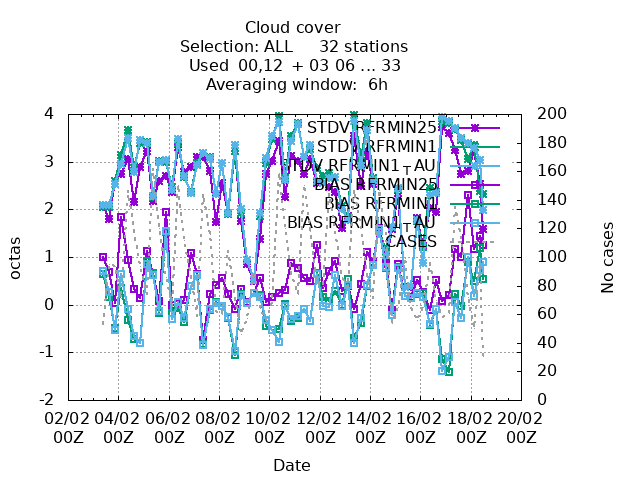 Cloud cover
Selection: ALL 32 stations
Used 00,12 + 03 06 ... 33
Averaging window: 6h
octas
No cases
4
3
2
1
0
-1
-2
200
180
160
140
120
100
80
60
40
20
0
STDV RFRMIN25
STDV RFRMIN1
STDV RFRMIN1_AU
BIAS RFRMIN25
BIAS RFRMIN1
BIAS RFRMIN1_AU
CASES
02/02 04/02 06/02 08/02 10/02 12/02 14/02 16/02 18/02 20/02
00Z 00Z 00Z 00Z 00Z 00Z 00Z 00Z 00Z 00Z
Date